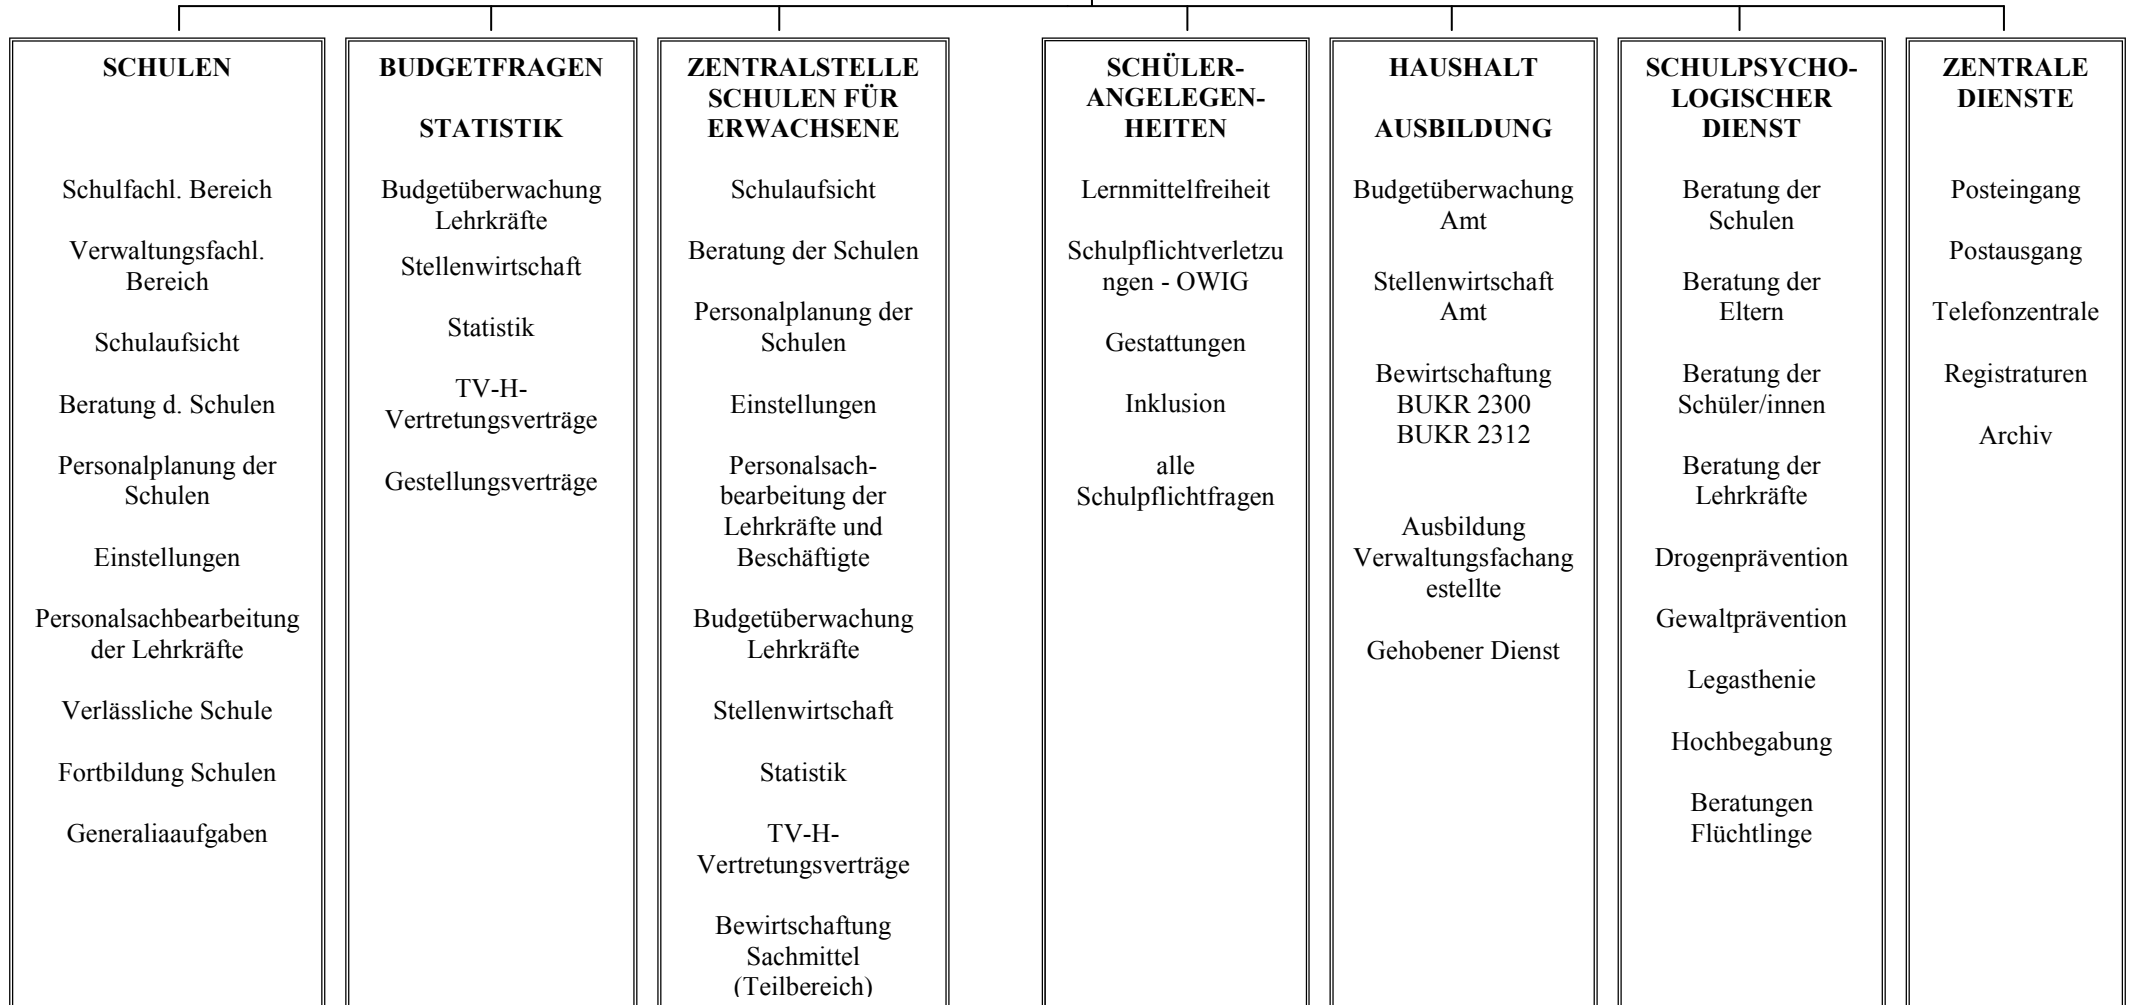 SCHULEN
Schulfachl. Bereich
Verwaltungsfachl.
Bereich
Schulaufsicht
Beratung d. Schulen
Personalplanung der
Schulen
Einstellungen
Personalsachbearbeitung
der Lehrkräfte
Verlässliche Schule
Fortbildung Schulen
Generaliaaufgaben
BUDGETFRAGEN
STATISTIK
Budgetüberwachung
Lehrkräfte
Stellenwirtschaft
Statistik
TV-H-
Vertretungsverträge
Gestellungsverträge
ZENTRALSTELLE
SCHULEN FÜR
ERWACHSENE
Schulaufsicht
Beratung der Schulen
Personalplanung der
Schulen
Einstellungen
Personalsach-
bearbeitung der
Lehrkräfte und
Beschäftigte
Budgetüberwachung
Lehrkräfte
Stellenwirtschaft
Statistik
TV-H-
Vertretungsverträge
Bewirtschaftung
Sachmittel
(Teilbereich)
SCHÜLER-
ANGELEGEN-
HEITEN
Lernmittelfreiheit
Schulpflichtverletzu
ngen - OWIG
Gestattungen
Inklusion
alle
Schulpflichtfragen
HAUSHALT
AUSBILDUNG
Budgetüberwachung
Amt
Stellenwirtschaft
Amt
Bewirtschaftung
BUKR 2300
BUKR 2312
Ausbildung
Verwaltungsfachang
estellte
Gehobener Dienst
SCHULPSYCHO-
LOGISCHER
DIENST
Beratung der
Schulen
Beratung der
Eltern
Beratung der
Schüler/innen
Beratung der
Lehrkräfte
Drogenprävention
Gewaltprävention
Legasthenie
Hochbegabung
Beratungen
Flüchtlinge
ZENTRALE
DIENSTE
Posteingang
Postausgang
Telefonzentrale
Registraturen
Archiv